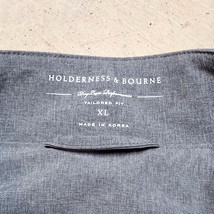 HOLDERNESS & BOURNE
TAILORED FIT
XL
MADE IN KOREA